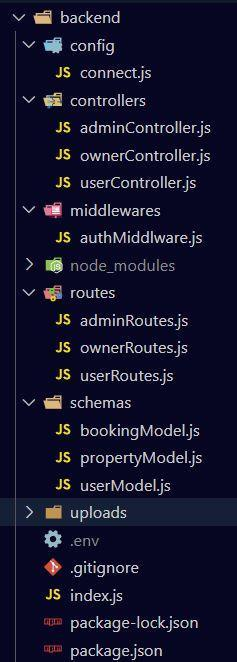 backend
config
JS connect.js
controllers
JS adminController.js
JS ownerController.js
JS userController.js
middlewares
JS authMiddlware.js
node_modules
routes
JS adminRoutes.js
JS ownerRoutes.js
JS userRoutes.js
schemas
JS bookingModel.js
JS propertyModel.js
JS userModel.js
uploads
.env
.gitignore
JS index.js
package-lock.json
package.json